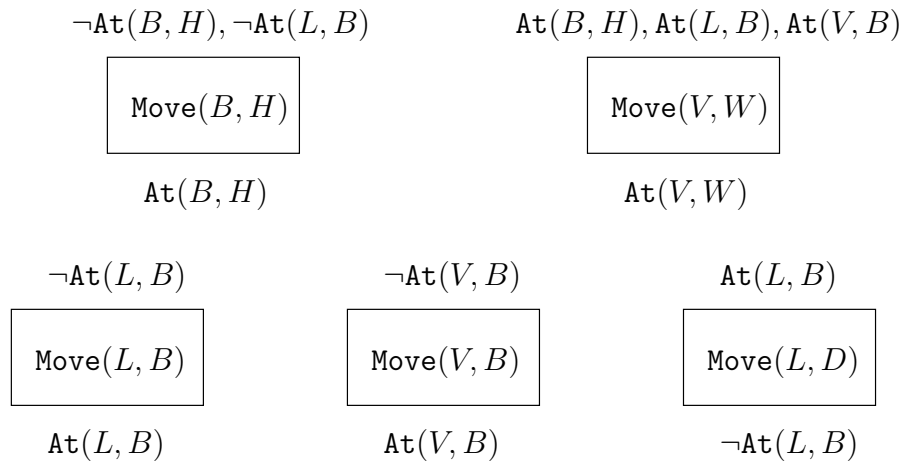 ¬At(B, H), ¬At(L, B)
At(B, H), At(L, B), At(V, B)
Move(B, H)
Move(V, W)
At(B, H)
At(V, W)
¬At(L, B)
¬At(V, B)
At(L, B)
Move(L, B)
Move(V, B)
Move(L, D)
At(L, B)
At(V, B)
¬At(L, B)